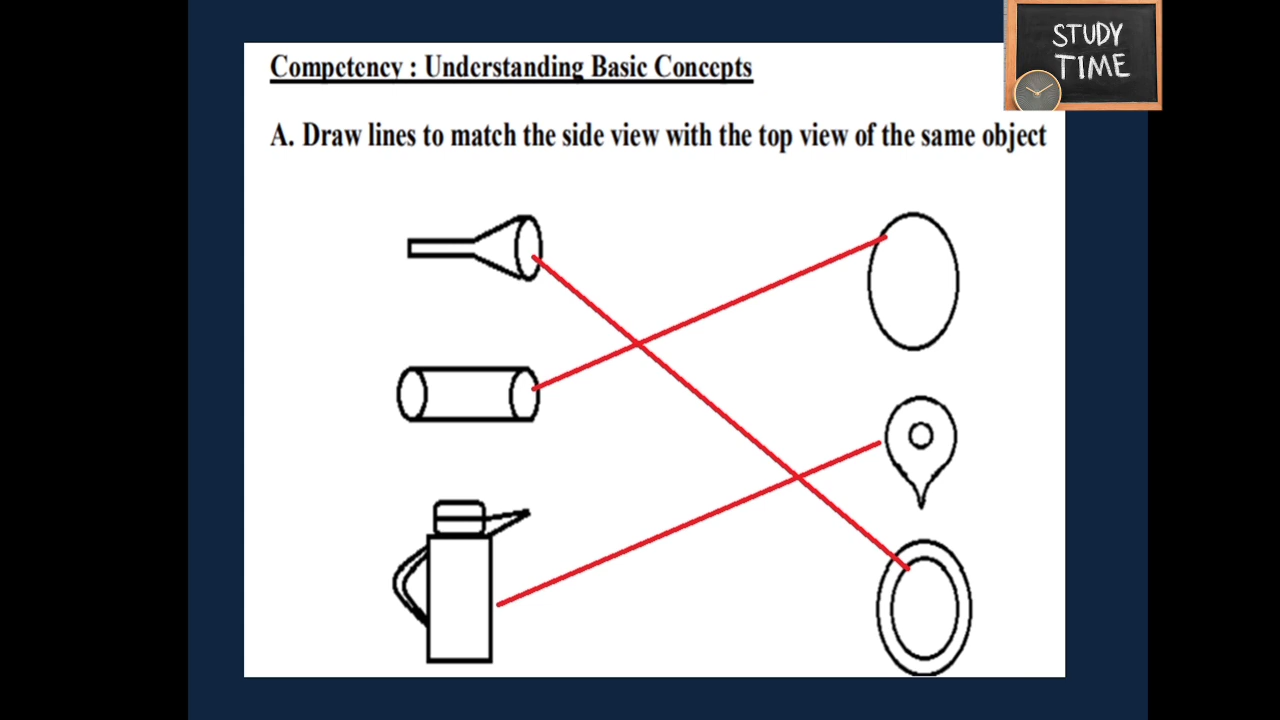 Competency : Understanding Basic Concepts
STUDY
TIME
A. Draw lines to match the side view with the top view of the same object